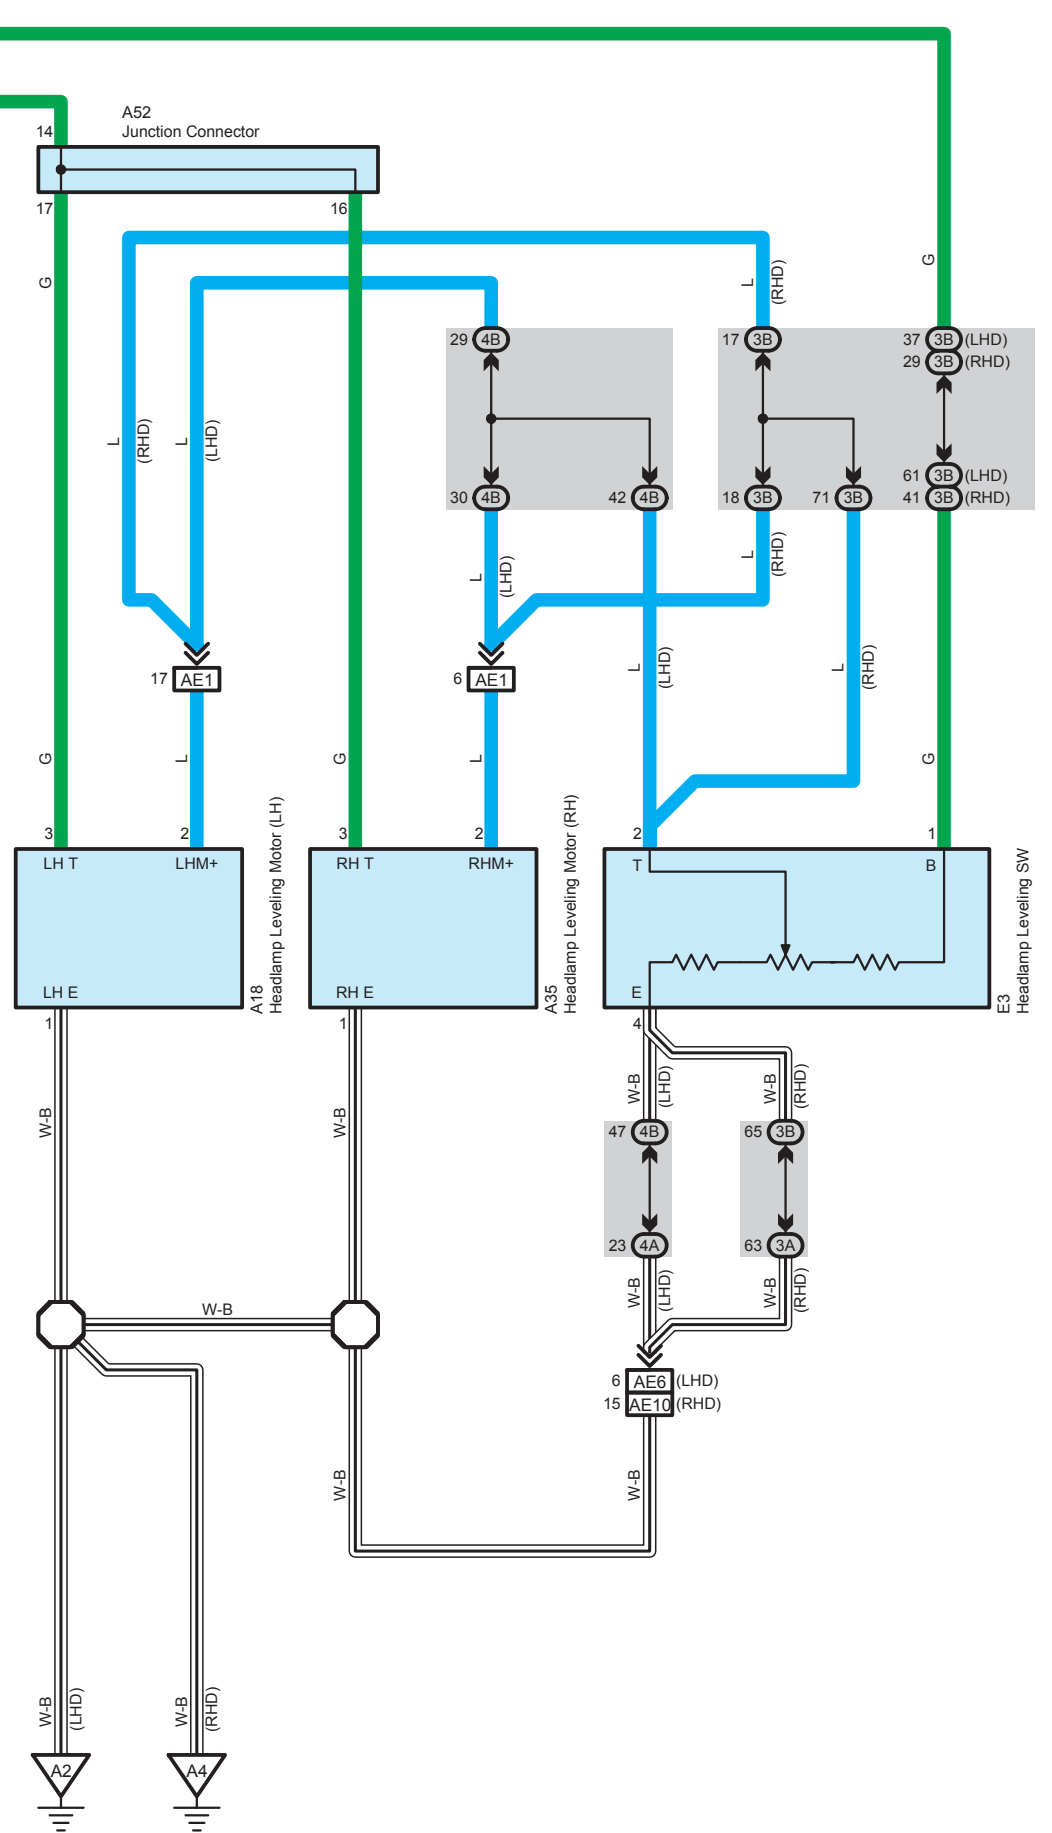 A52
14 Junction Connector
17 16
G
L (RHD)
G
29 4B
17 3B
37 3B (LHD)
29 3B (RHD)
L (RHD)
L (LHD)
61 3B (LHD)
30 4B
42 4B
18 3B
71 3B
41 3B (RHD)
L (LHD)
L (RHD)
L (LHD)
L (RHD)
17 AE1
6 AE1
G
L
G
L
G
3 2
3 2
2 1
LH T LHM+
RH T RHM+
T B
LH E
RH E
E
A18
Headlamp Leveling Motor (LH)
A35
Headlamp Leveling Motor (RH)
E3
Headlamp Leveling SW
1
1
4
W-B
W-B
W-B (LHD)
W-B (RHD)
47 4B
65 3B
23 4A
63 3A
W-B (LHD)
W-B (RHD)
W-B
6 AE6 (LHD)
15 AE10 (RHD)
W-B
W-B
W-B (LHD)
W-B (RHD)
A2
A4